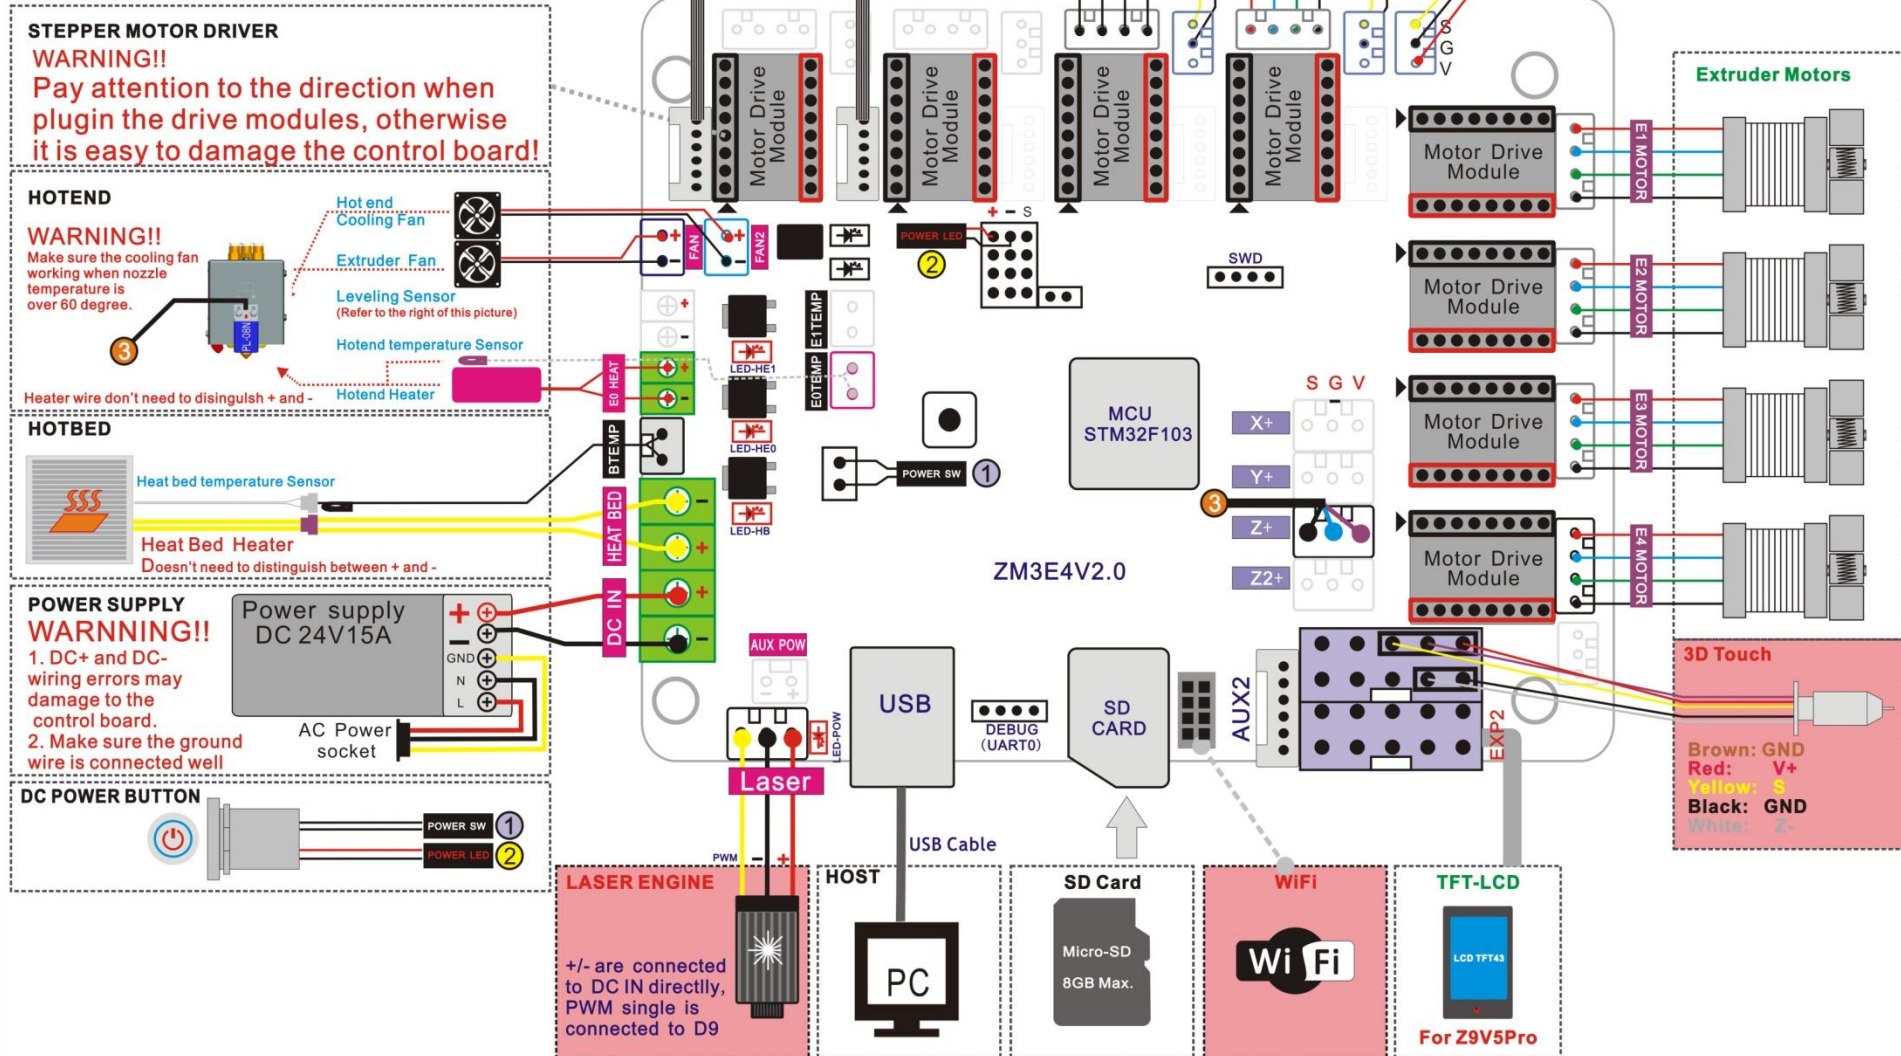 STEPPER MOTOR DRIVER
WARNING!!
Pay attention to the direction when
plugin the drive modules, otherwise
it is easy to damage the control board!
HOTEND
WARNING!!
Make sure the cooling fan
working when nozzle
temperature is
over 60 degree.
3
PL-08N
Hot end
Cooling Fan
Extruder Fan
Leveling Sensor
(Refer to the right of this picture)
Hotend temperature Sensor
Hotend Heater
Heater wire don't need to disinguish + and -
HOTBED
Heat bed temperature Sensor
Heat Bed Heater
Doesn't need to distinguish between + and -
POWER SUPPLY
WARNNING!!
1. DC+ and DC-
wiring errors may
damage to the
control board.
2. Make sure the ground
wire is connected well
Power supply
DC 24V15A
+
−
GND
N
L
AC Power
socket
DC POWER BUTTON
POWER SW
1
POWER LED
2
Motor Drive
Module
Motor Drive
Module
Motor Drive
Module
Motor Drive
Module
S
G
V
+
-
FAN
+
-
FAN2
+
-
+
-
E0 HEAT
BTEMP
-
+
HEAT BED
+
-
DC IN
LED-HE1
LED-HE0
LED-HB
E1TEMP
E0TEMP
POWER LED
2
+ - S
SWD
POWER SW
1
MCU
STM32F103
S G V
X+
Y+
3
Z+
Z2+
ZM3E4V2.0
AUX POW
- +
LED-POW
Laser
PWM - +
USB
DEBUG
(UART0)
SD
CARD
AUX2
EXP2
USB Cable
Extruder Motors
Motor Drive
Module
E1 MOTOR
Motor Drive
Module
E2 MOTOR
Motor Drive
Module
E3 MOTOR
Motor Drive
Module
E4 MOTOR
3D Touch
Brown: GND
Red: V+
Yellow: S
Black: GND
White: Z-
LASER ENGINE
+/- are connected
to DC IN directlly,
PWM single is
connected to D9
HOST
PC
SD Card
Micro-SD
8GB Max.
WiFi
Wi Fi
TFT-LCD
LCD TFT43
For Z9V5Pro